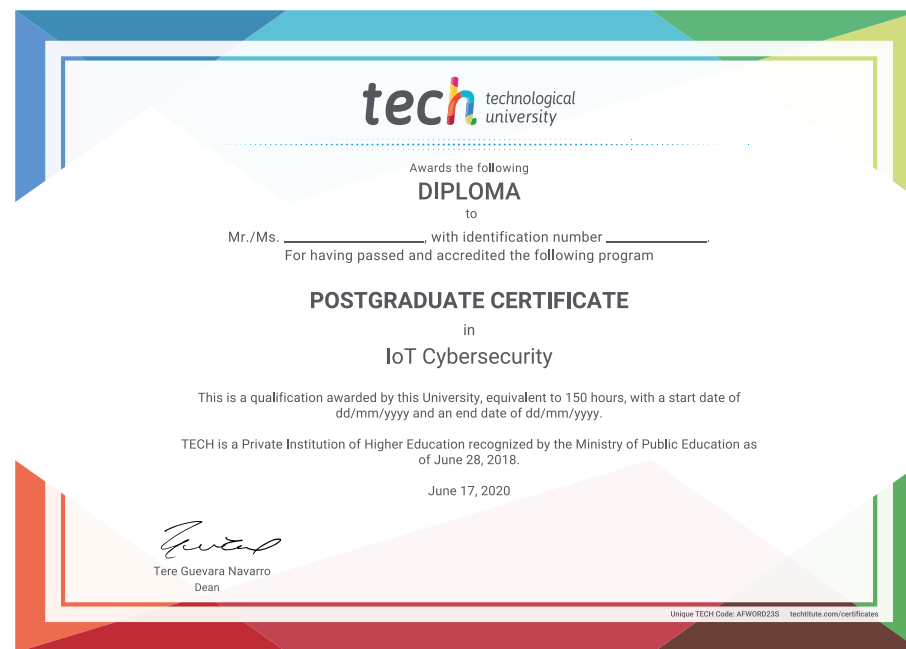 tech technological
university
Awards the following
DIPLOMA
to
Mr./Ms. ____________________, with identification number ______________.
For having passed and accredited the following program
POSTGRADUATE CERTIFICATE
in
IoT Cybersecurity
This is a qualification awarded by this University, equivalent to 150 hours, with a start date of
dd/mm/yyyy and an end date of dd/mm/yyyy.
TECH is a Private Institution of Higher Education recognized by the Ministry of Public Education as
of June 28, 2018.
June 17, 2020
Tere Guevara Navarro
Dean
Unique TECH Code: AFWORD23S techtitute.com/certificates